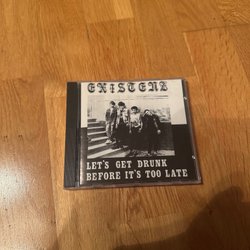 EXISTENZ
LET'S GET DRUNK
BEFORE IT'S TOO LATE